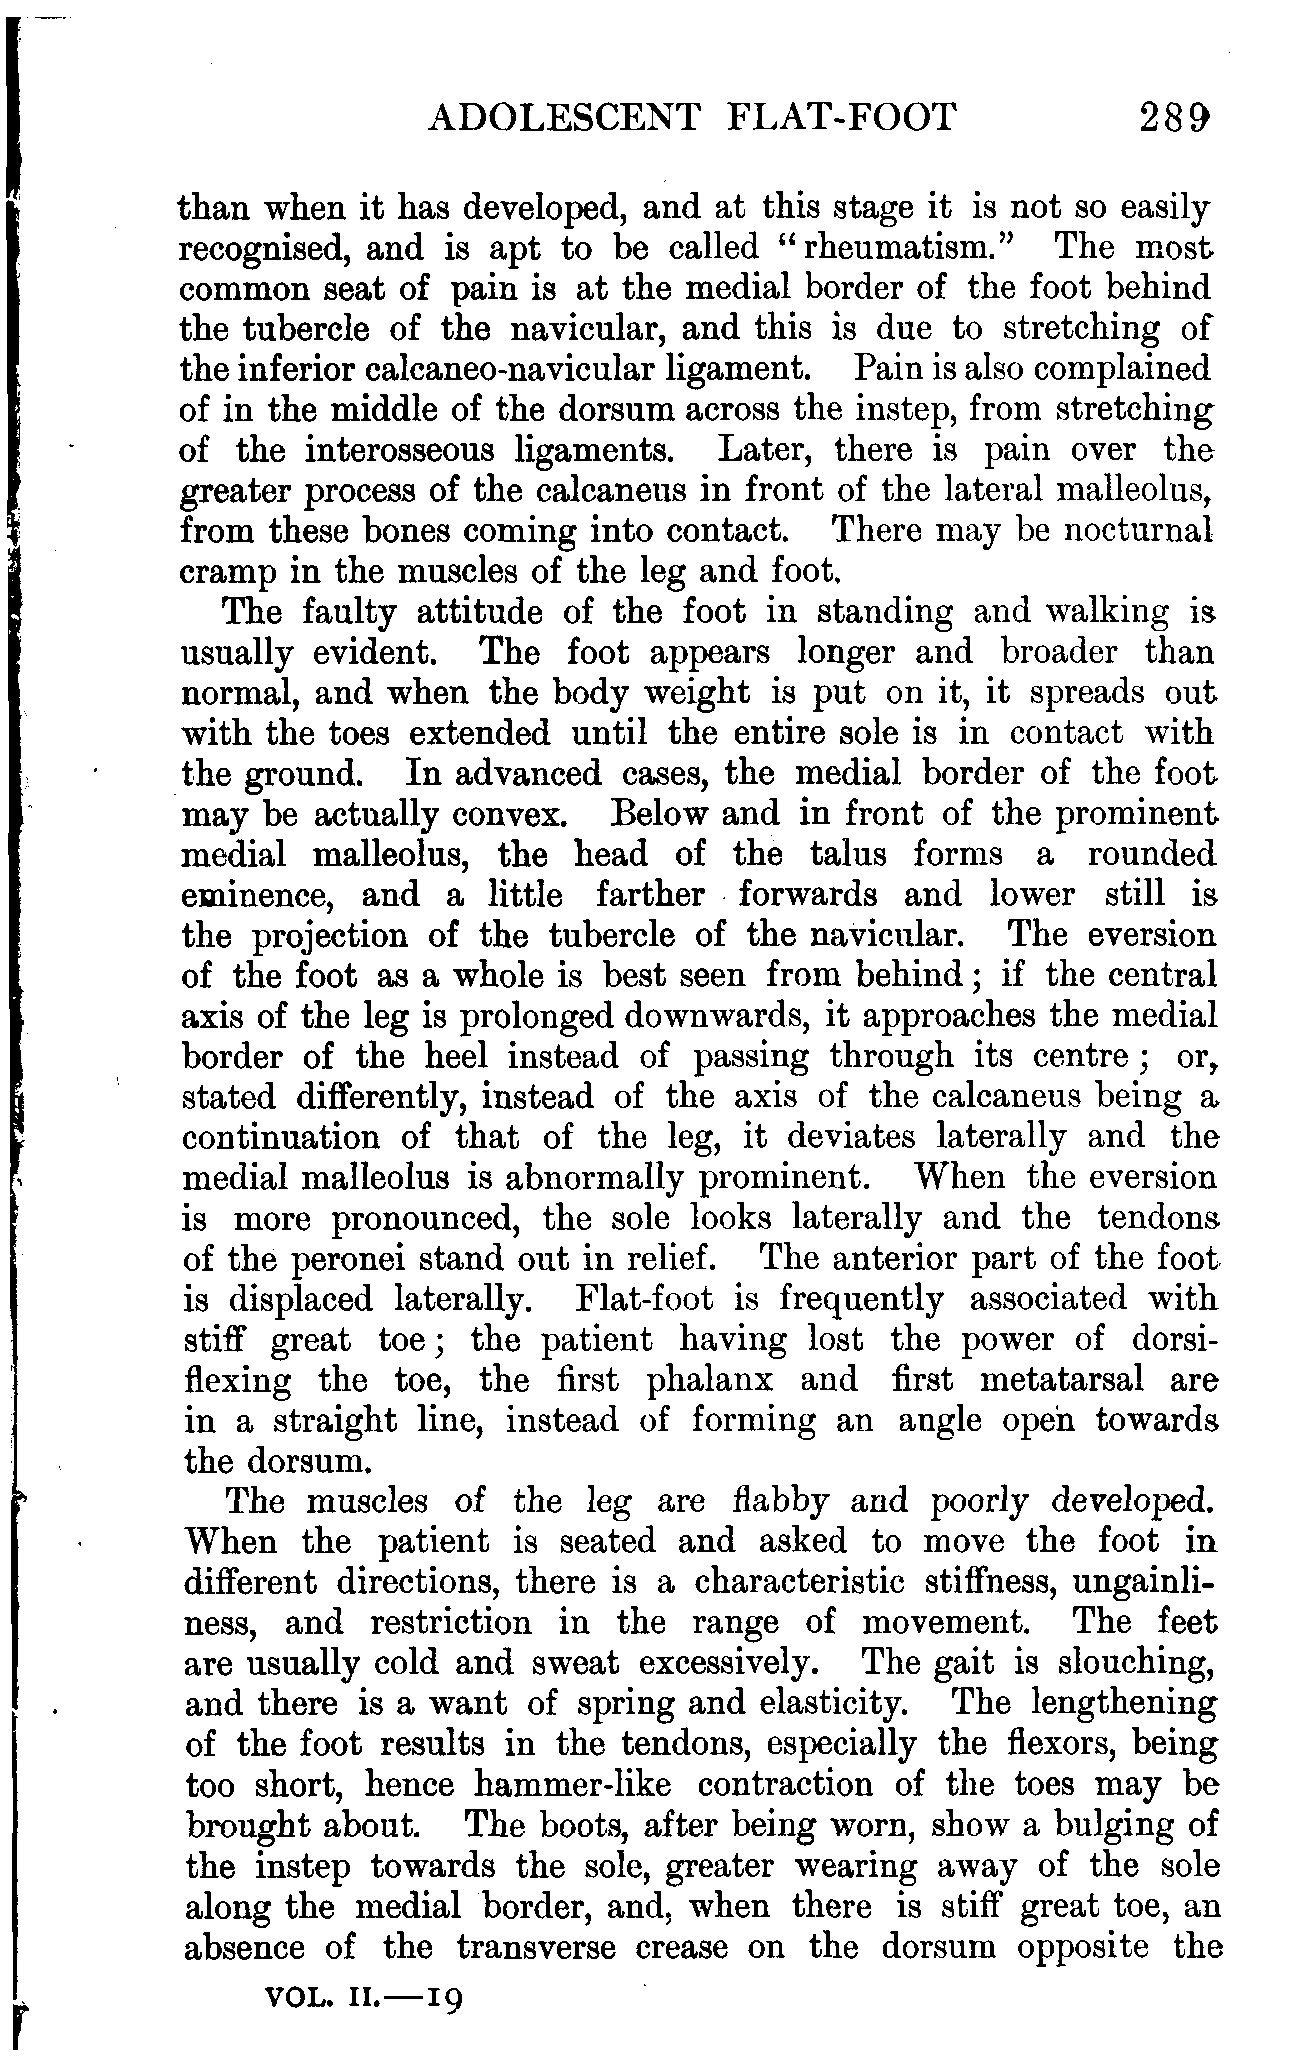 ADOLESCENT FLAT-FOOT 289
than when it has developed, and at this stage it is not so easily
recognised, and is apt to be called "rheumatism." The most
common seat of pain is at the medial border of the foot behind
the tubercle of the navicular, and this is due to stretching of
the inferior calcaneo-navicular ligament. Pain is also complained
of in the middle of the dorsum across the instep, from stretching
of the interosseous ligaments. Later, there is pain over the
greater process of the calcaneus in front of the lateral malleolus,
from these bones coming into contact. There may be nocturnal
cramp in the muscles of the leg and foot.
The faulty attitude of the foot in standing and walking is
usually evident. The foot appears longer and broader than
normal, and when the body weight is put on it, it spreads out
with the toes extended until the entire sole is in contact with
the ground. In advanced cases, the medial border of the foot
may be actually convex. Below and in front of the prominent
medial malleolus, the head of the talus forms a rounded
eminence, and a little farther forwards and lower still is
the projection of the tubercle of the navicular. The eversion
of the foot as a whole is best seen from behind; if the central
axis of the leg is prolonged downwards, it approaches the medial
border of the heel instead of passing through its centre; or,
stated differently, instead of the axis of the calcaneus being a
continuation of that of the leg, it deviates laterally and the
medial malleolus is abnormally prominent. When the eversion
is more pronounced, the sole looks laterally and the tendons
of the peronei stand out in relief. The anterior part of the foot
is displaced laterally. Flat-foot is frequently associated with
stiff great toe; the patient having lost the power of dorsi-
flexing the toe, the first phalanx and first metatarsal are
in a straight line, instead of forming an angle open towards
the dorsum.
The muscles of the leg are flabby and poorly developed.
When the patient is seated and asked to move the foot in
different directions, there is a characteristic stiffness, ungainli-
ness, and restriction in the range of movement. The feet
are usually cold and sweat excessively. The gait is slouching,
and there is a want of spring and elasticity. The lengthening
of the foot results in the tendons, especially the flexors, being
too short, hence hammer-like contraction of the toes may be
brought about. The boots, after being worn, show a bulging of
the instep towards the sole, greater wearing away of the sole
along the medial border, and, when there is stiff great toe, an
absence of the transverse crease on the dorsum opposite the
VOL. II.—19